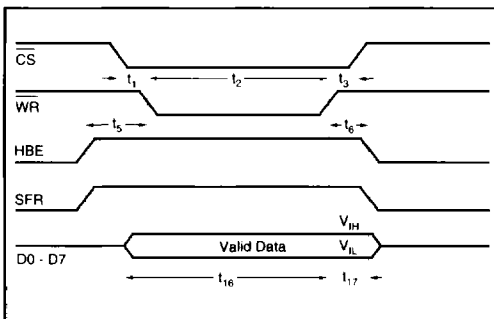 CS
t1 t2 t3
WR
t5 t6
HBE
SFR
VIH
D0 - D7 Valid Data VIL
t16 t17